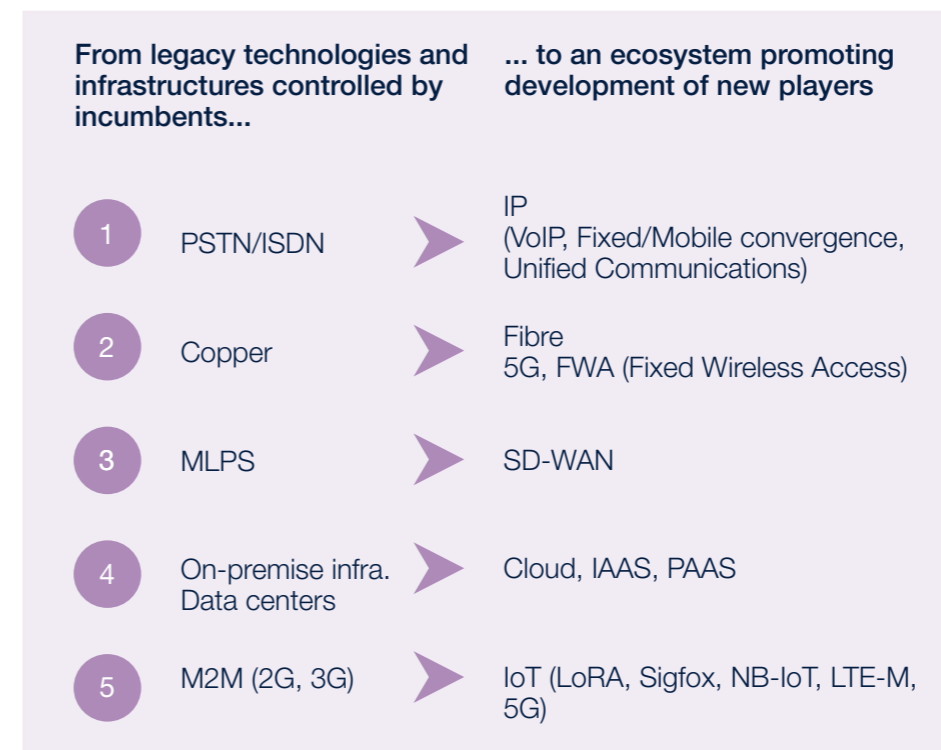 From legacy technologies and
infrastructures controlled by
incumbents...
... to an ecosystem promoting
development of new players
1
PSTN/ISDN
IP
(VoIP, Fixed/Mobile convergence,
Unified Communications)
2
Copper
Fibre
5G, FWA (Fixed Wireless Access)
3
MLPS
SD-WAN
4
On-premise infra.
Data centers
Cloud, IAAS, PAAS
5
M2M (2G, 3G)
IoT (LoRA, Sigfox, NB-IoT, LTE-M,
5G)